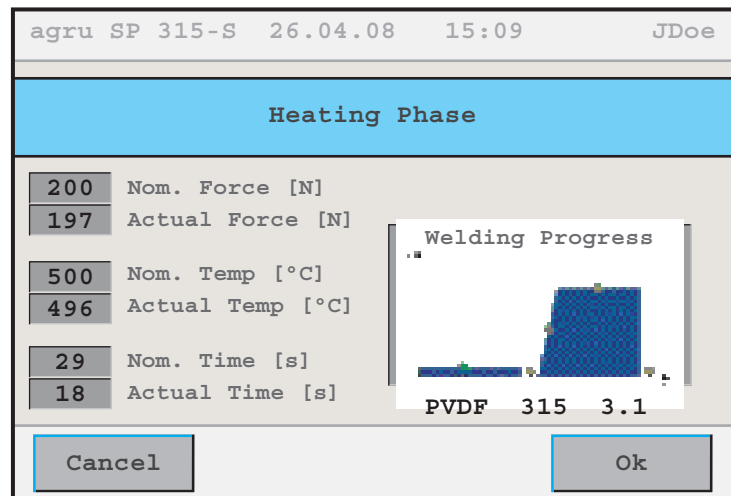 agru SP 315-S 26.04.08 15:09 JDoe
Heating Phase
200 Nom. Force [N]
197 Actual Force [N]
500 Nom. Temp [°C]
496 Actual Temp [°C]
29 Nom. Time [s]
18 Actual Time [s]
Welding Progress
PVDF 315 3.1
Cancel Ok